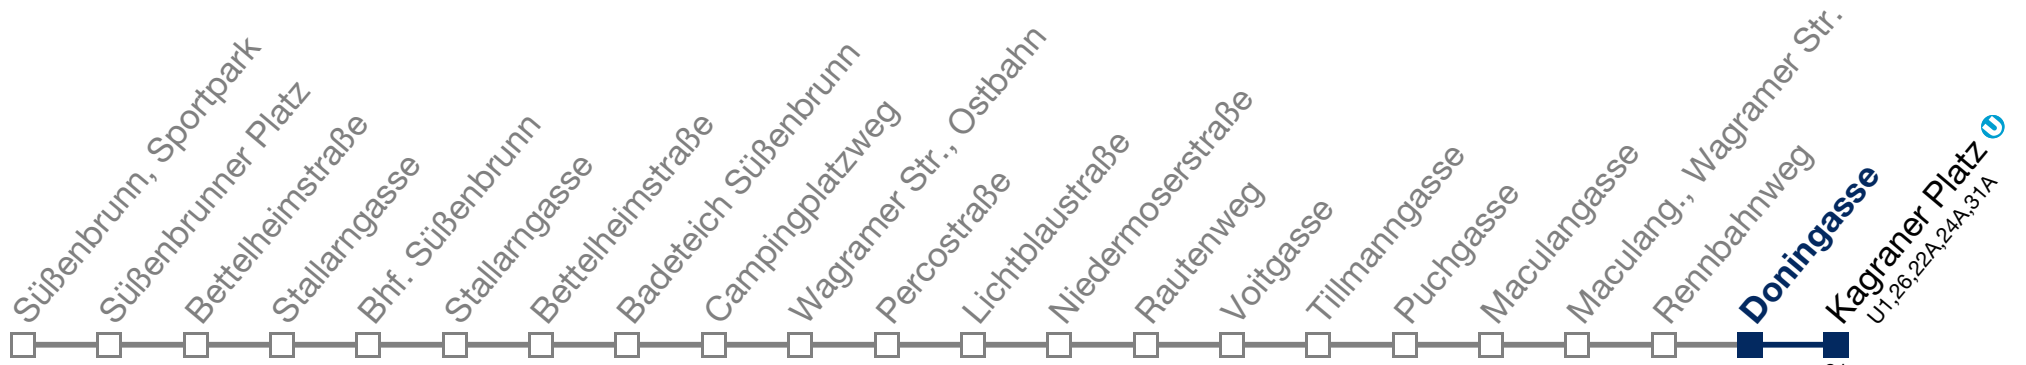 Süßenbrunn, Sportpark
Süßenbrunner Platz
Bettelheimstraße
Stallarngasse
Bhf. Süßenbrunn
Stallarngasse
Bettelheimstraße
Badeteich Süßenbrunn
Campingplatzweg
Wagramer Str., Ostbahn
Percostraße
Lichtblaustraße
Niedermoserstraße
Rautenweg
Voitgasse
Tillmanngasse
Puchgasse
Maculangasse
Maculang., Wagramer Str.
Rennbahnweg
Doningasse
Kagraner Platz U
U1,26,22A,24A,31A